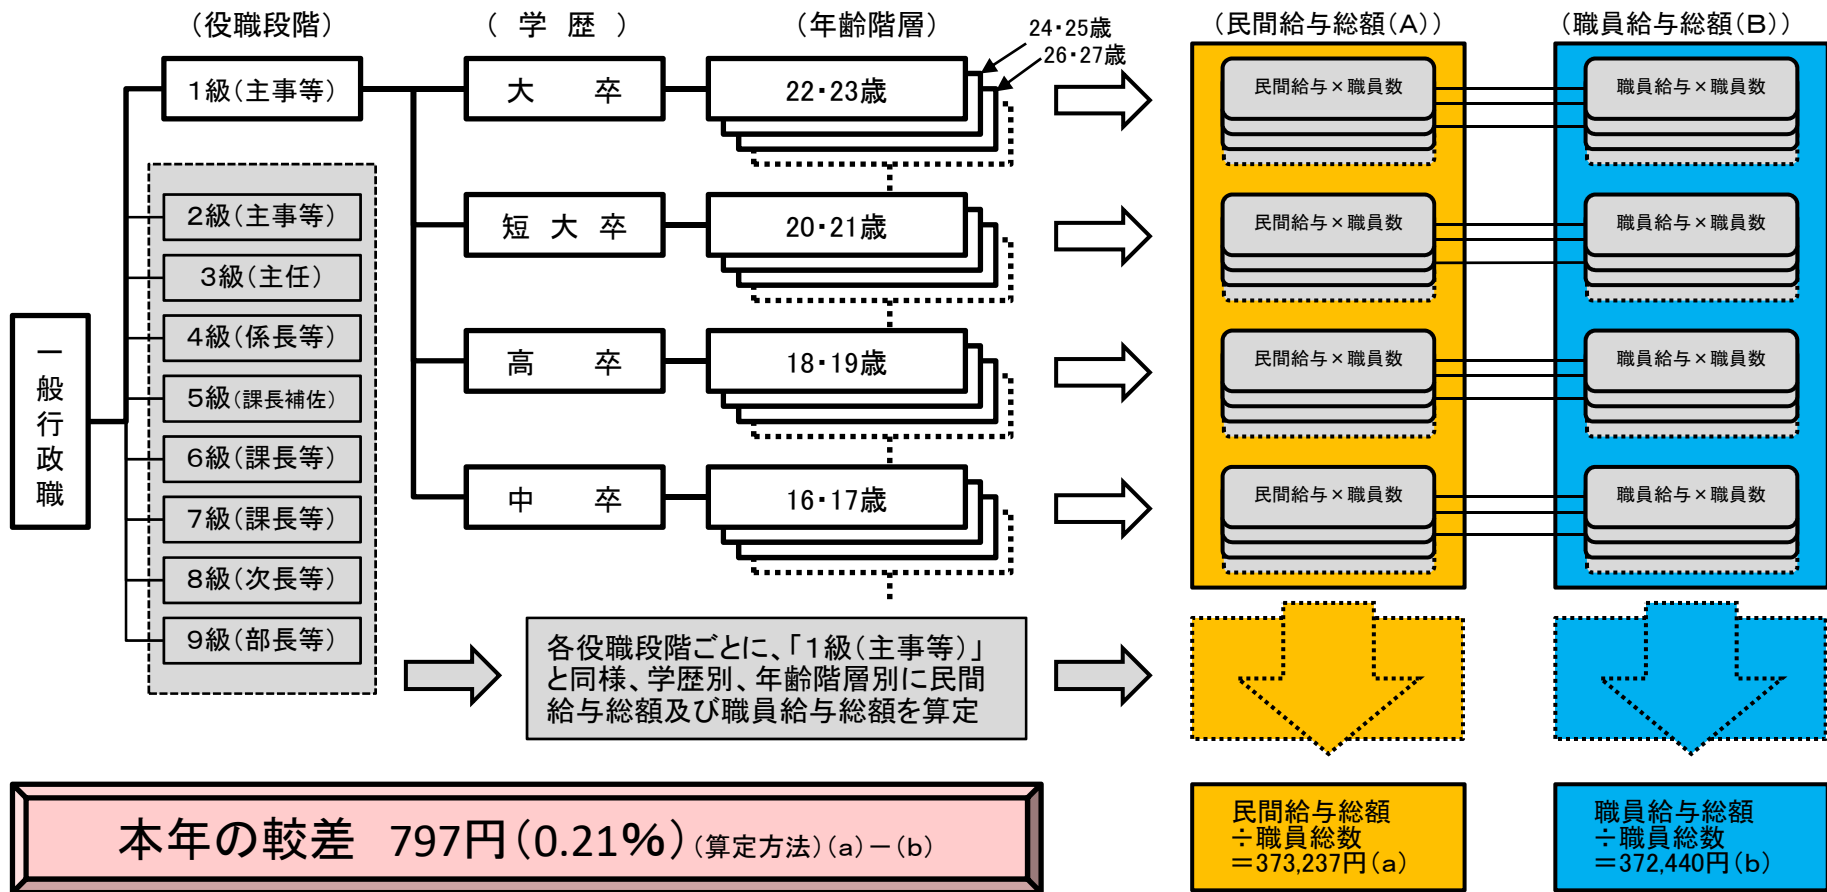 (役職段階)
(学歴)
(年齢階層)
24・25歳
26・27歳
(民間給与総額(A))
(職員給与総額(B))
1級(主事等)
大卒
22・23歳
民間給与×職員数
職員給与×職員数
2級(主事等)
短大卒
20・21歳
民間給与×職員数
職員給与×職員数
3級(主任)
4級(係長等)
高卒
18・19歳
民間給与×職員数
職員給与×職員数
一般行政職
5級(課長補佐)
6級(課長等)
中卒
16・17歳
民間給与×職員数
職員給与×職員数
7級(課長等)
8級(次長等)
9級(部長等)
各役職段階ごとに、「1級(主事等)」
と同様、学歴別、年齢階層別に民間
給与総額及び職員給与総額を算定
本年の較差 797円(0.21%)(算定方法)(a)-(b)
民間給与総額
÷職員総数
=373,237円(a)
職員給与総額
÷職員総数
=372,440円(b)